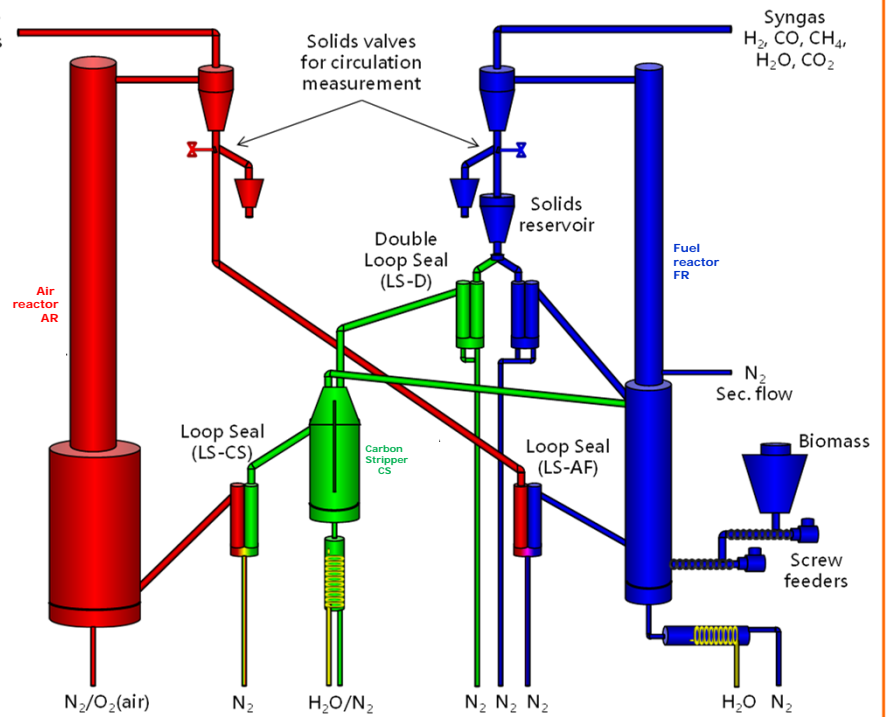 s
Solids valves
for circulation
measurement
Syngas
H₂, CO, CH₄,
H₂O, CO₂
Solids
reservoir
Double
Loop Seal
(LS-D)
Fuel
reactor
FR
Air
reactor
AR
N₂
Sec. flow
Loop Seal
(LS-CS)
Carbon
Stripper
CS
Loop Seal
(LS-AF)
Biomass
Screw
feeders
N₂/O₂(air)
N₂
H₂O/N₂
N₂
N₂
N₂
H₂O
N₂